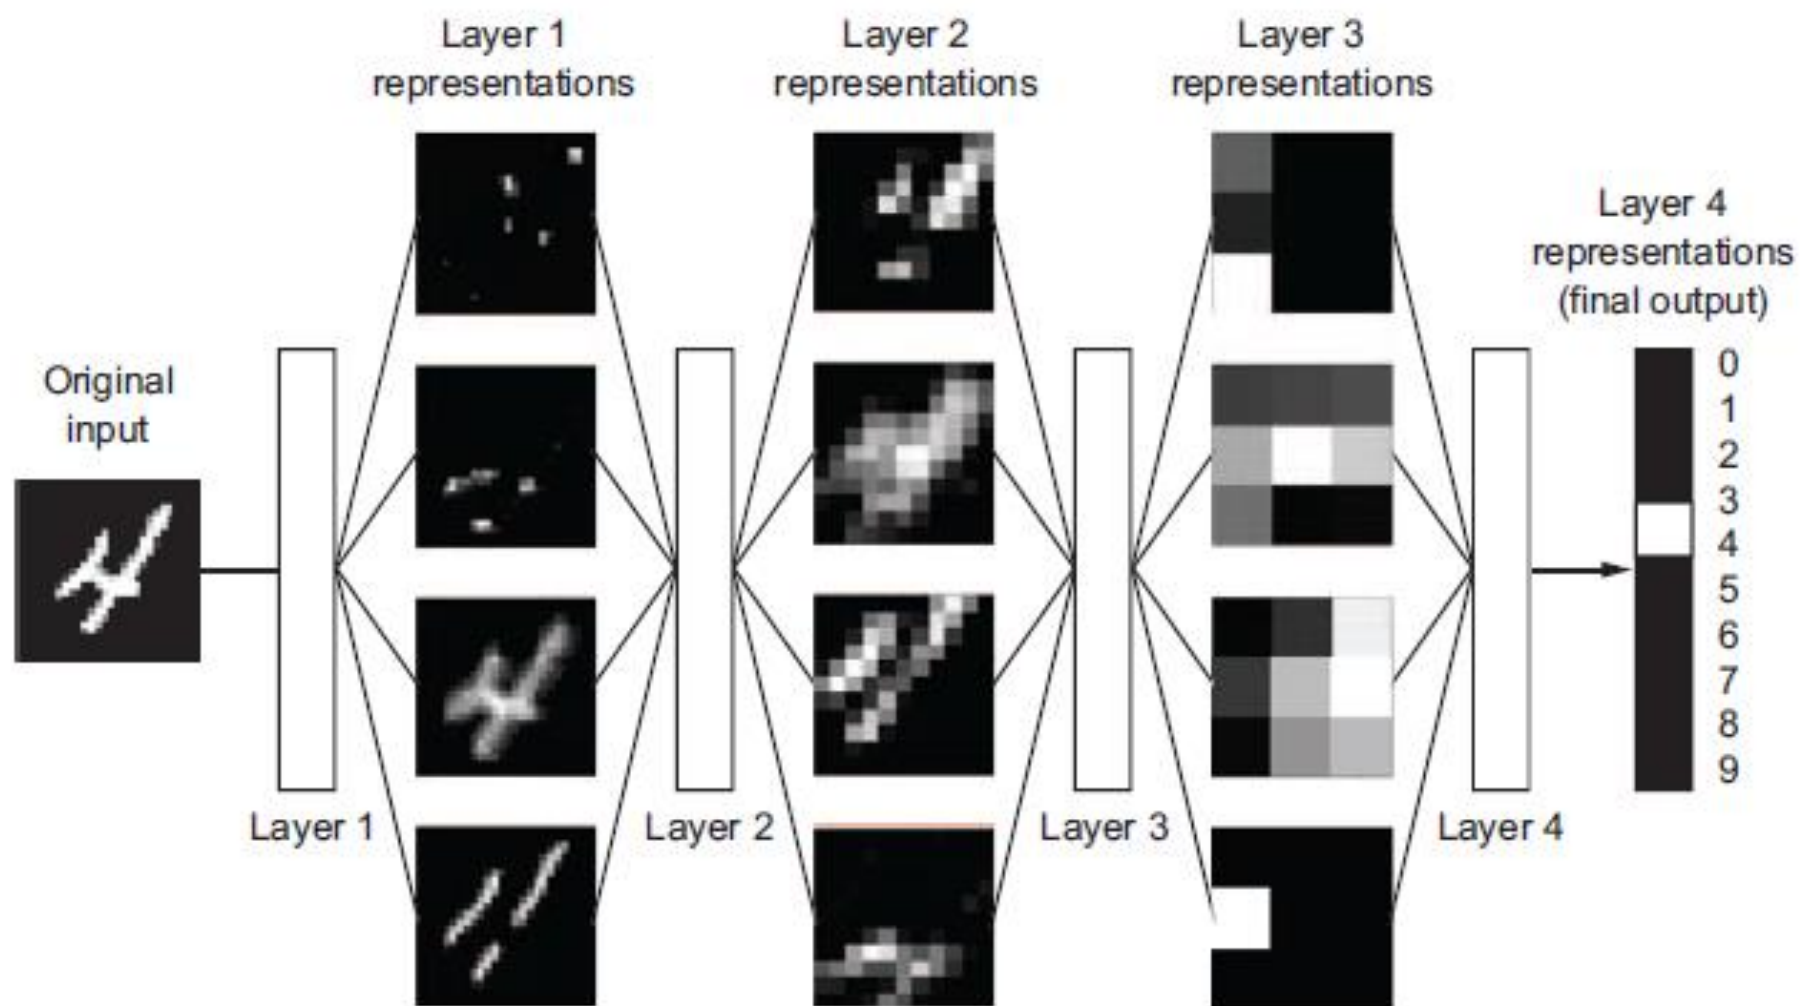 Layer 1
representations
Layer 2
representations
Layer 3
representations
Layer 4
representations
(final output)
Original
input
0
1
2
3
4
5
6
7
8
9
Layer 1
Layer 2
Layer 3
Layer 4